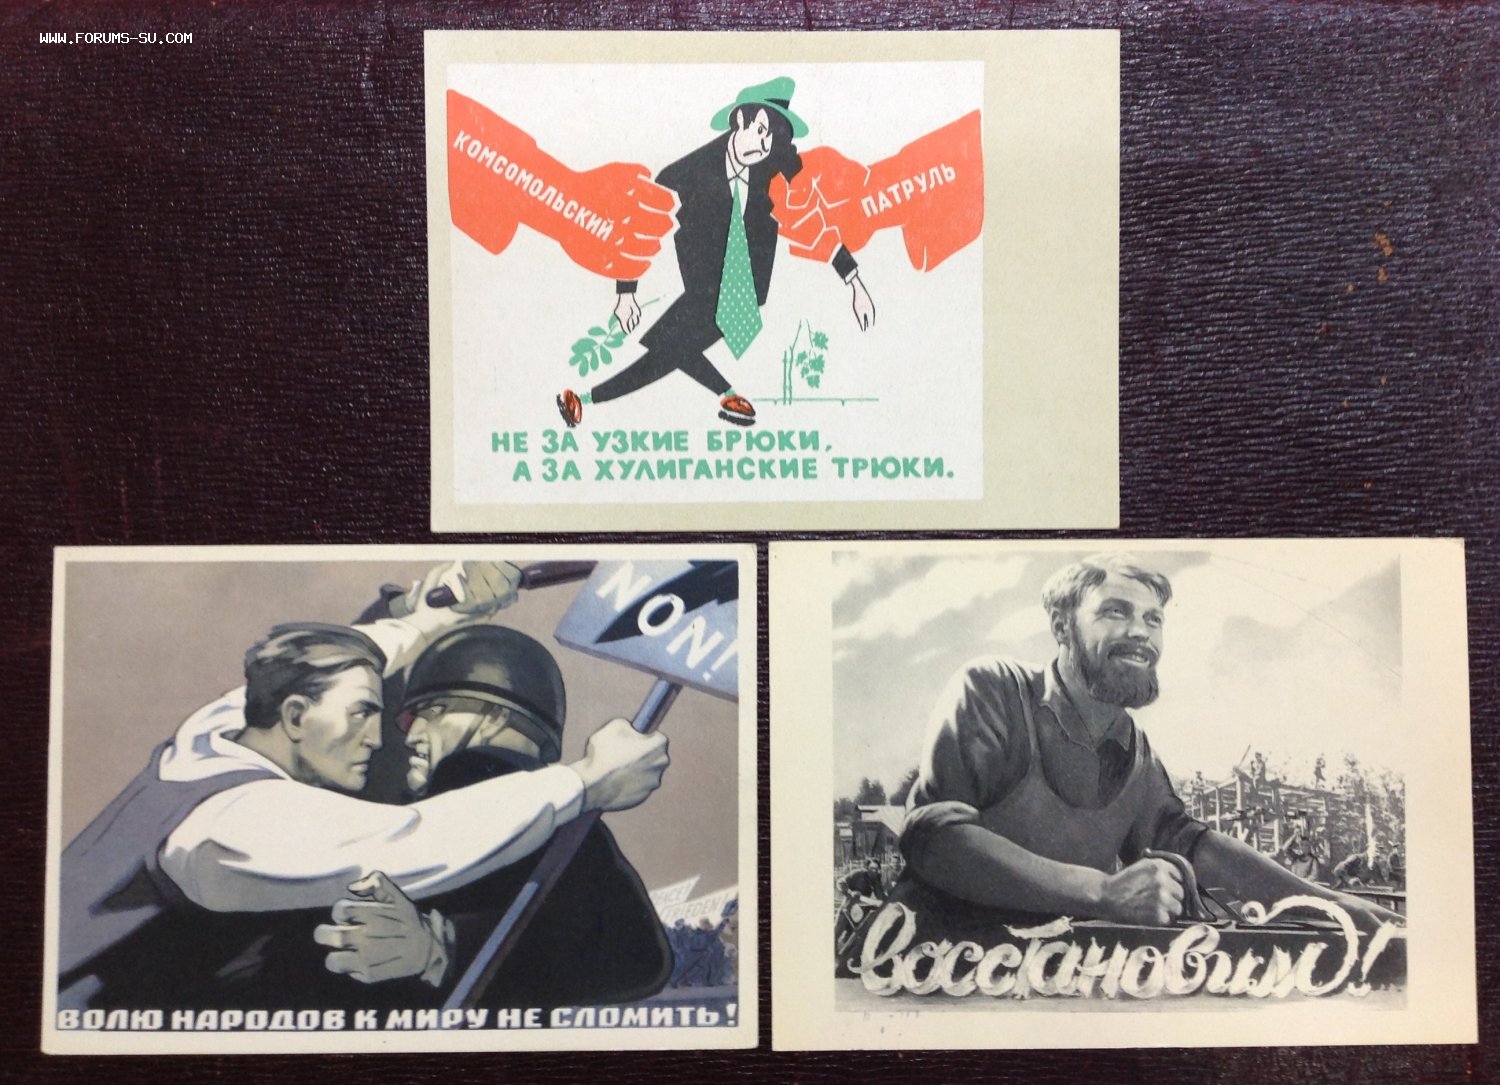 WWW.FORUMS-SU.COM
КОМСОМОЛЬСКИЙ
ПАТРУЛЬ
НЕ ЗА УЗКИЕ БРЮКИ,
А ЗА ХУЛИГАНСКИЕ ТРЮКИ.
NON!
ВОЛЮ НАРОДОВ К МИРУ НЕ СЛОМИТЬ!
Восстановим!